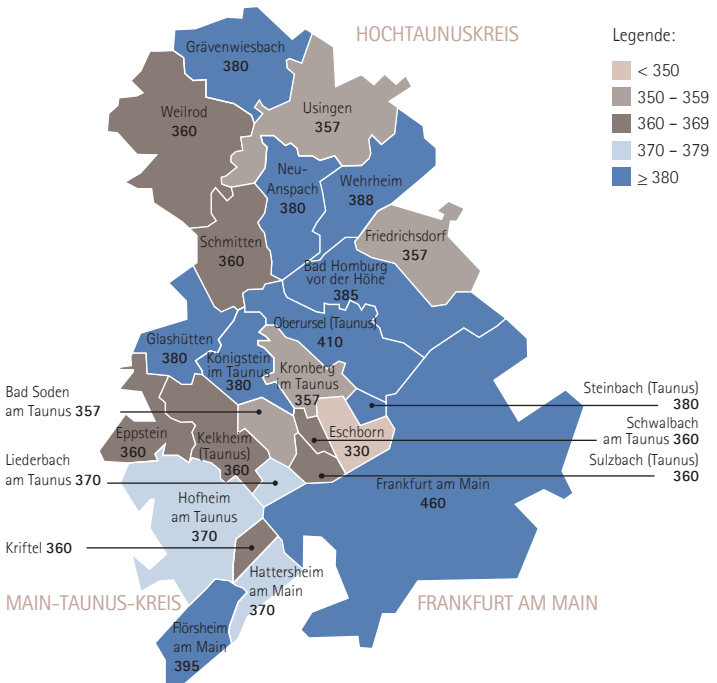 HOCHTAUNUSKREIS
Legende:
< 350
350 – 359
360 – 369
370 – 379
≥ 380
Grävenwiesbach
380
Weilrod
360
Usingen
357
Neu-
Anspach
380
Wehrheim
388
Friedrichsdorf
357
Schmitten
360
Bad Homburg
vor der Höhe
385
Oberursel (Taunus)
410
Glashütten
380
Königstein
im Taunus
380
Kronberg
im Taunus
357
Bad Soden
am Taunus 357
Steinbach (Taunus)
380
Schwalbach
am Taunus 360
Sulzbach (Taunus)
360
Eppstein
360
Kelkheim
(Taunus)
360
Eschborn
330
Liederbach
am Taunus 370
Hofheim
am Taunus
370
Frankfurt am Main
460
Kriftel 360
Hattersheim
am Main
370
MAIN-TAUNUS-KREIS
FRANKFURT AM MAIN
Flörsheim
am Main
395